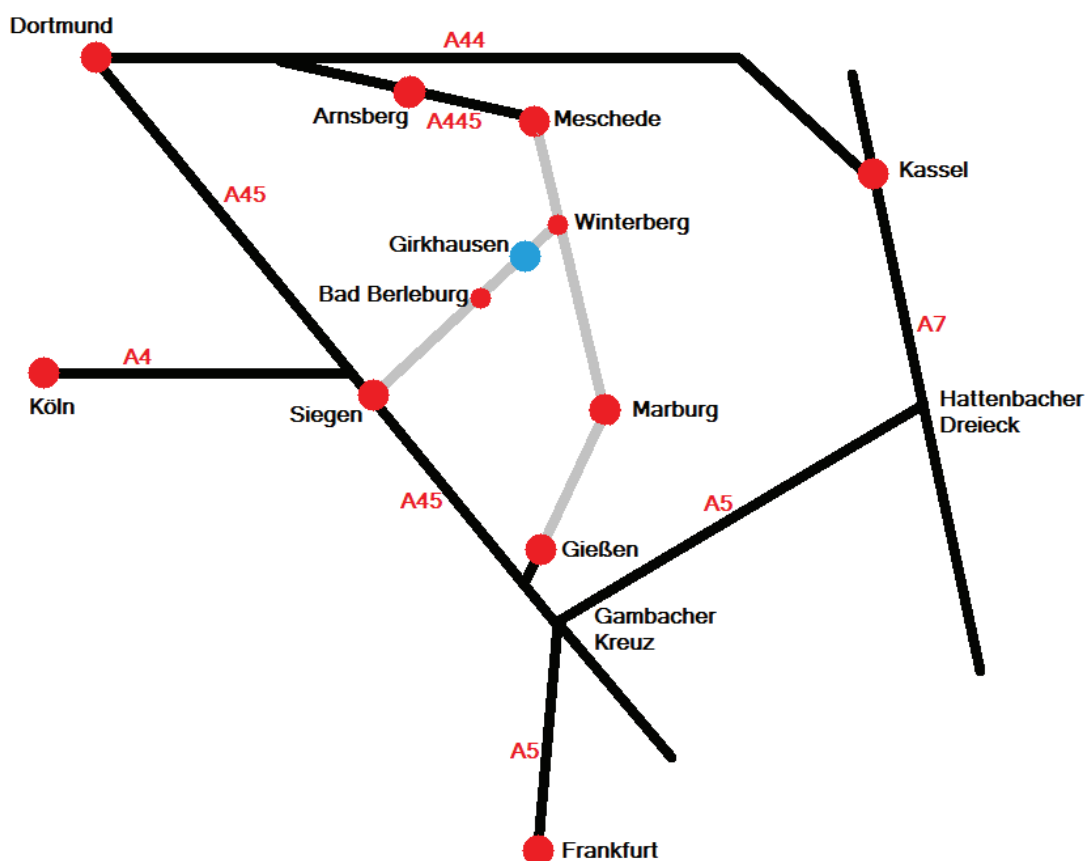 Dortmund
A44
Arnsberg
A445
Meschede
Kassel
A45
Winterberg
Girkhausen
Bad Berleburg
A7
A4
Köln
Siegen
Marburg
Hattenbacher
Dreieck
A45
A5
Gießen
Gambacher
Kreuz
A5
Frankfurt